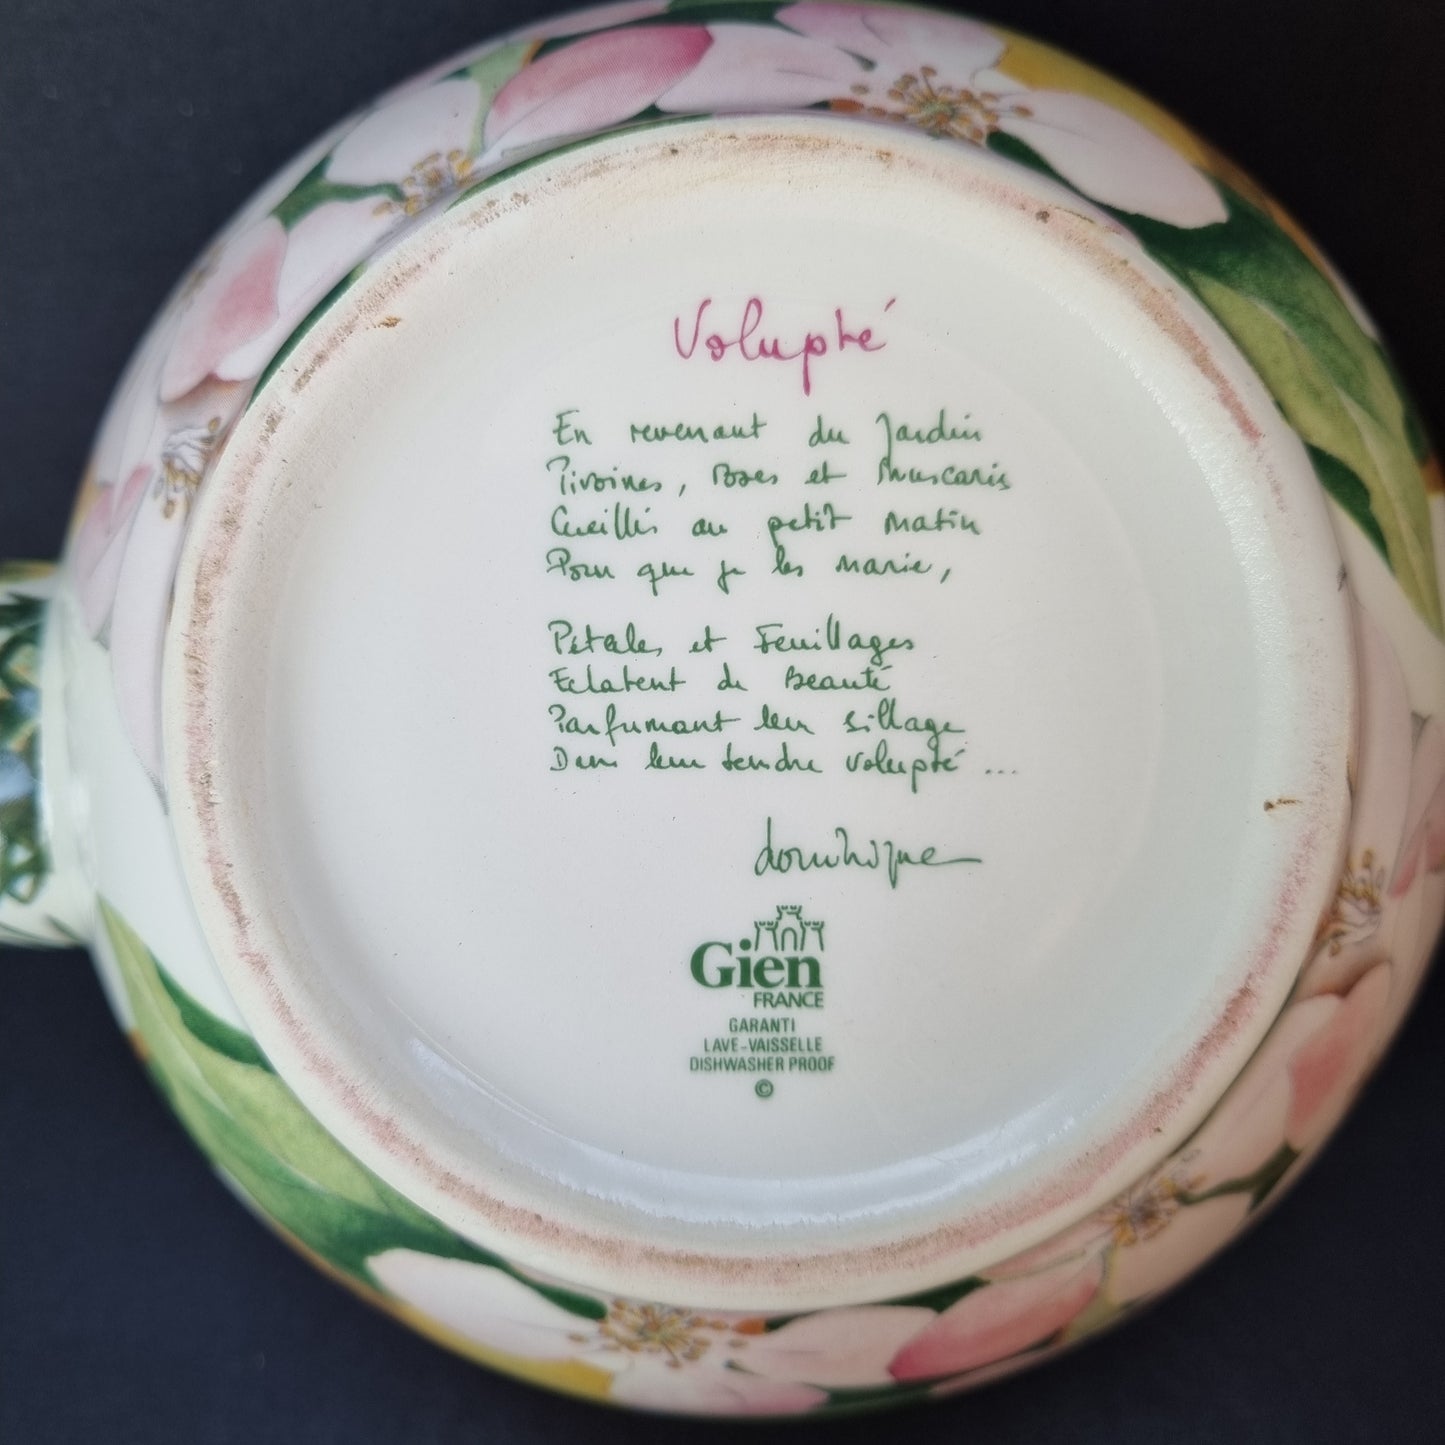 Volupté
En revenant du Jardin
Pivoines, Roses et Muscaris
Cueillis au petit matin
Pour que je les marie,
Pétales et Feuillages
Eclatent de Beauté
Parfumant leur sillage
Dans leur tendre volupté ...
dominique
Gien
FRANCE
GARANTI
LAVE-VAISSELLE
DISHWASHER PROOF
©